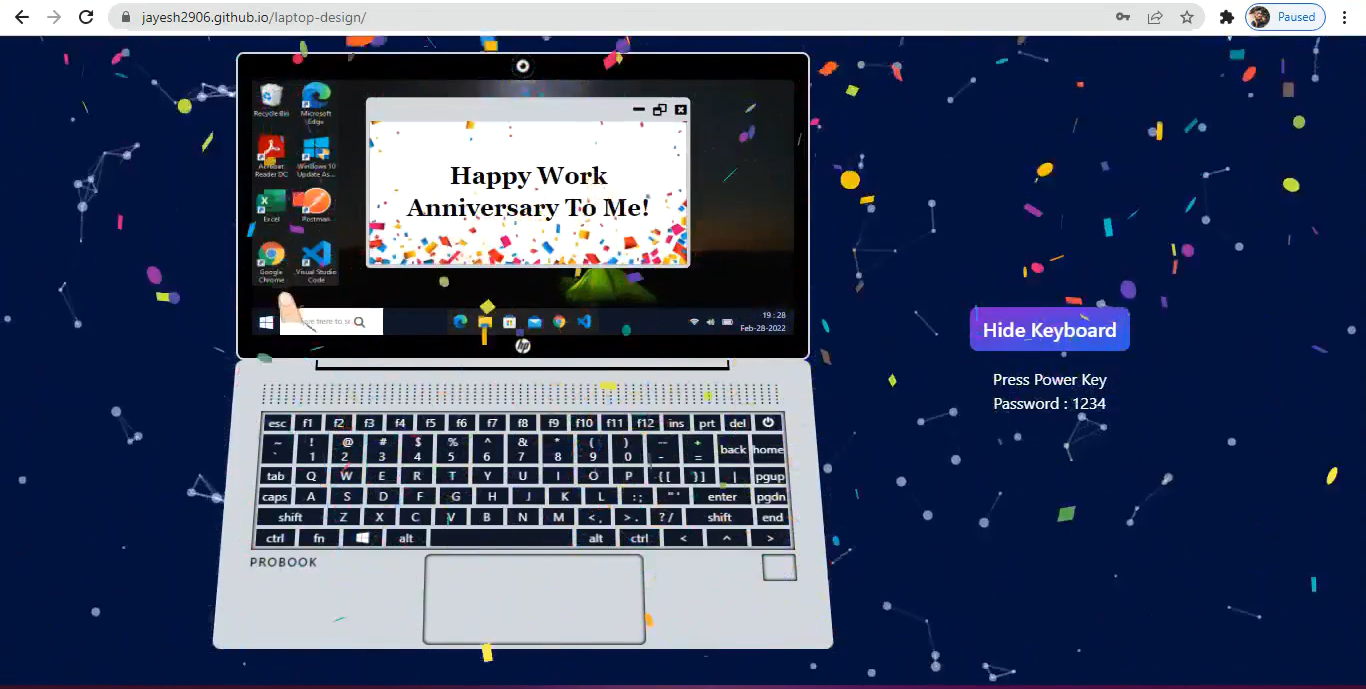 jayesh2906.github.io/laptop-design/
Paused
Recycle Bin
Microsoft
Edge
Acrobat
Reader DC
Windows 10
Update As...
Excel
Postman
Google
Chrome
Visual Studio
Code
Happy Work
Anniversary To Me!
here to se
19 : 28
Feb-28-2022
hp
Hide Keyboard
Press Power Key
Password : 1234
esc f1 f2 f3 f4 f5 f6 f7 f8 f9 f10 f11 f12 ins prt del
~ ! @ # $ % ^ & * ( ) -- +
` 1 2 3 4 5 6 7 8 9 0 - = back home
tab Q W E R T Y U I O P { [ } ] | pgup
caps A S D F G H J K L : ; " ' enter pgdn
shift Z X C V B N M < , > . ? / shift end
ctrl fn alt alt ctrl < ^ >
PROBOOK